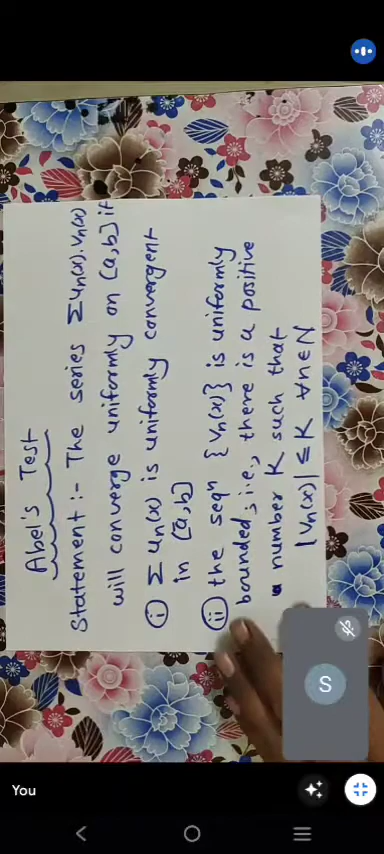 Abel's Test
Statement :- The series Σun(x).vn(x)
will converge uniformly on [a,b] if
(i) Σ un(x) is uniformly convergent
in [a,b]
(ii) the seqn {vn(x)} is uniformly
bounded, i.e., there is a positive
number K such that
|vn(x)| ≤ K ∀n∈N
S
You